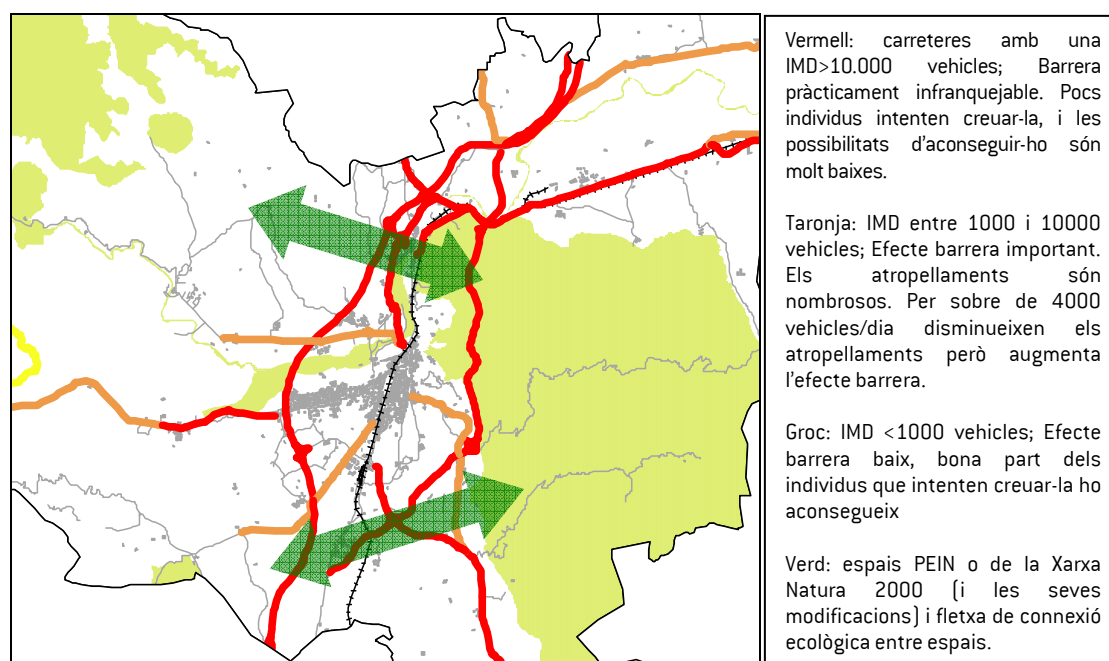 Vermell: carreteres amb una
IMD>10.000 vehicles; Barrera
pràcticament infranquejable. Pocs
individus intenten creuar-la, i les
possibilitats d'aconseguir-ho són
molt baixes.
Taronja: IMD entre 1000 i 10000
vehicles; Efecte barrera important.
Els atropellaments són
nombrosos. Per sobre de 4000
vehicles/dia disminueixen els
atropellaments però augmenta
l'efecte barrera.
Groc: IMD <1000 vehicles; Efecte
barrera baix, bona part dels
individus que intenten creuar-la ho
aconsegueix
Verd: espais PEIN o de la Xarxa
Natura 2000 (i les seves
modificacions) i fletxa de connexió
ecològica entre espais.